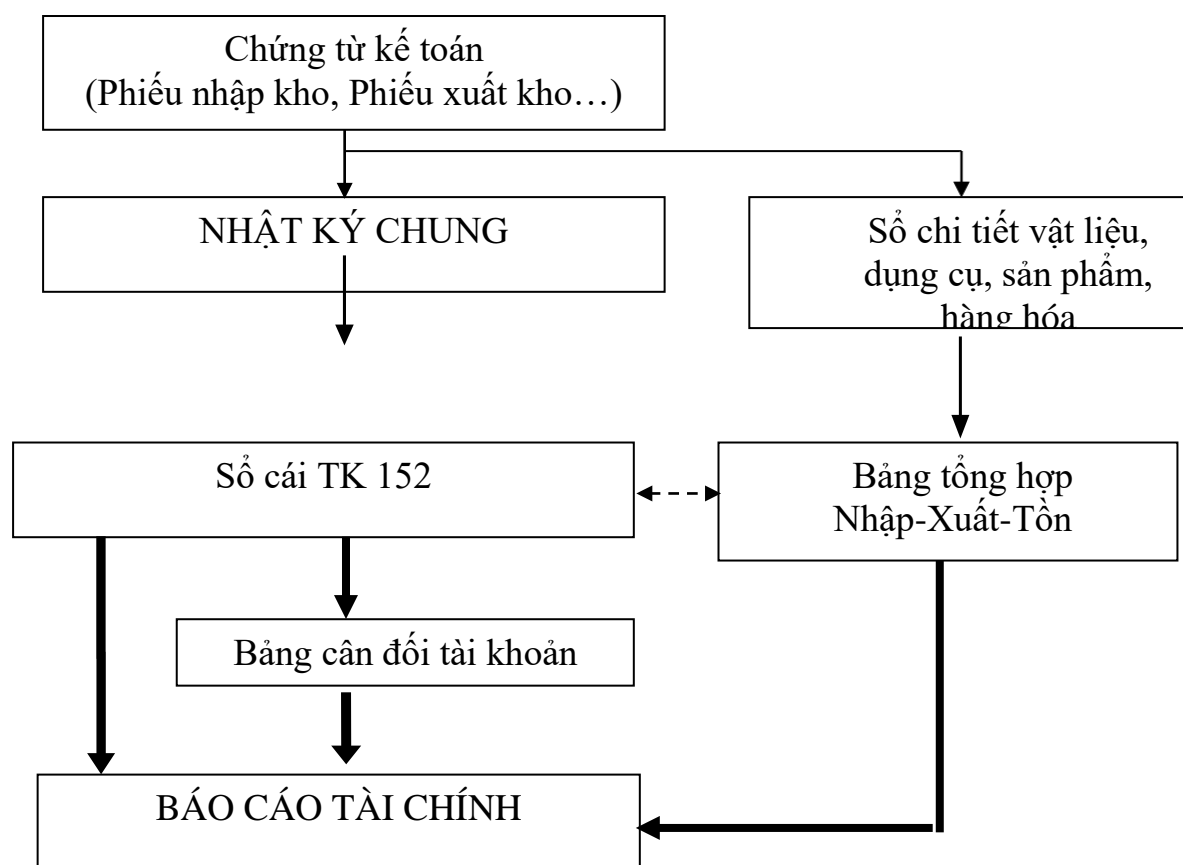 Chứng từ kế toán
(Phiếu nhập kho, Phiếu xuất kho…)
NHẬT KÝ CHUNG
Sổ chi tiết vật liệu,
dụng cụ, sản phẩm,
hàng hóa
Sổ cái TK 152
Bảng tổng hợp
Nhập-Xuất-Tồn
Bảng cân đối tài khoản
BÁO CÁO TÀI CHÍNH